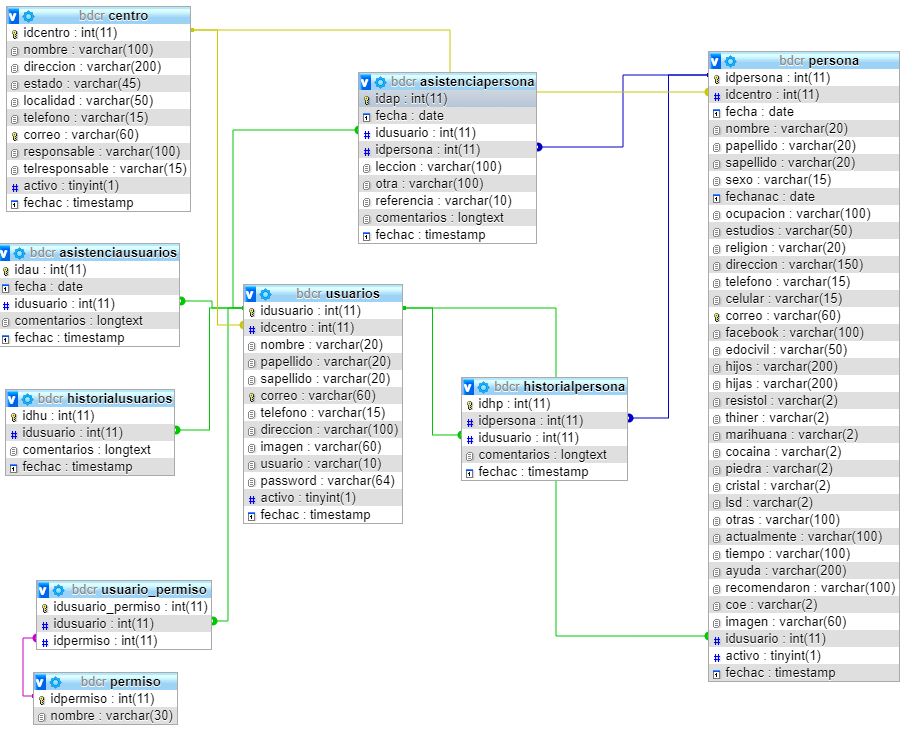 bdcr centro
idcentro : int(11)
nombre : varchar(100)
direccion : varchar(200)
estado : varchar(45)
localidad : varchar(50)
telefono : varchar(15)
correo : varchar(60)
responsable : varchar(100)
telresponsable : varchar(15)
activo : tinyint(1)
fechac : timestamp
bdcr asistenciapersona
idap : int(11)
fecha : date
idusuario : int(11)
idpersona : int(11)
leccion : varchar(100)
otra : varchar(100)
referencia : varchar(10)
comentarios : longtext
fechac : timestamp
bdcr persona
idpersona : int(11)
idcentro : int(11)
fecha : date
nombre : varchar(20)
papellido : varchar(20)
sapellido : varchar(20)
sexo : varchar(15)
fechanac : date
ocupacion : varchar(100)
estudios : varchar(50)
religion : varchar(20)
direccion : varchar(150)
telefono : varchar(15)
celular : varchar(15)
correo : varchar(60)
facebook : varchar(100)
edocivil : varchar(50)
hijos : varchar(200)
hijas : varchar(200)
resistol : varchar(2)
thiner : varchar(2)
marihuana : varchar(2)
cocaina : varchar(2)
piedra : varchar(2)
cristal : varchar(2)
lsd : varchar(2)
otras : varchar(100)
actualmente : varchar(100)
tiempo : varchar(100)
ayuda : varchar(200)
recomendaron : varchar(100)
coe : varchar(2)
imagen : varchar(60)
idusuario : int(11)
activo : tinyint(1)
fechac : timestamp
bdcr asistenciausuarios
idau : int(11)
fecha : date
idusuario : int(11)
comentarios : longtext
fechac : timestamp
bdcr usuarios
idusuario : int(11)
idcentro : int(11)
nombre : varchar(20)
papellido : varchar(20)
sapellido : varchar(20)
correo : varchar(60)
telefono : varchar(15)
direccion : varchar(100)
imagen : varchar(60)
usuario : varchar(10)
password : varchar(64)
activo : tinyint(1)
fechac : timestamp
bdcr historialusuarios
idhu : int(11)
idusuario : int(11)
comentarios : longtext
fechac : timestamp
bdcr historialpersona
idhp : int(11)
idpersona : int(11)
idusuario : int(11)
comentarios : longtext
fechac : timestamp
bdcr usuario_permiso
idusuario_permiso : int(11)
idusuario : int(11)
idpermiso : int(11)
bdcr permiso
idpermiso : int(11)
nombre : varchar(30)